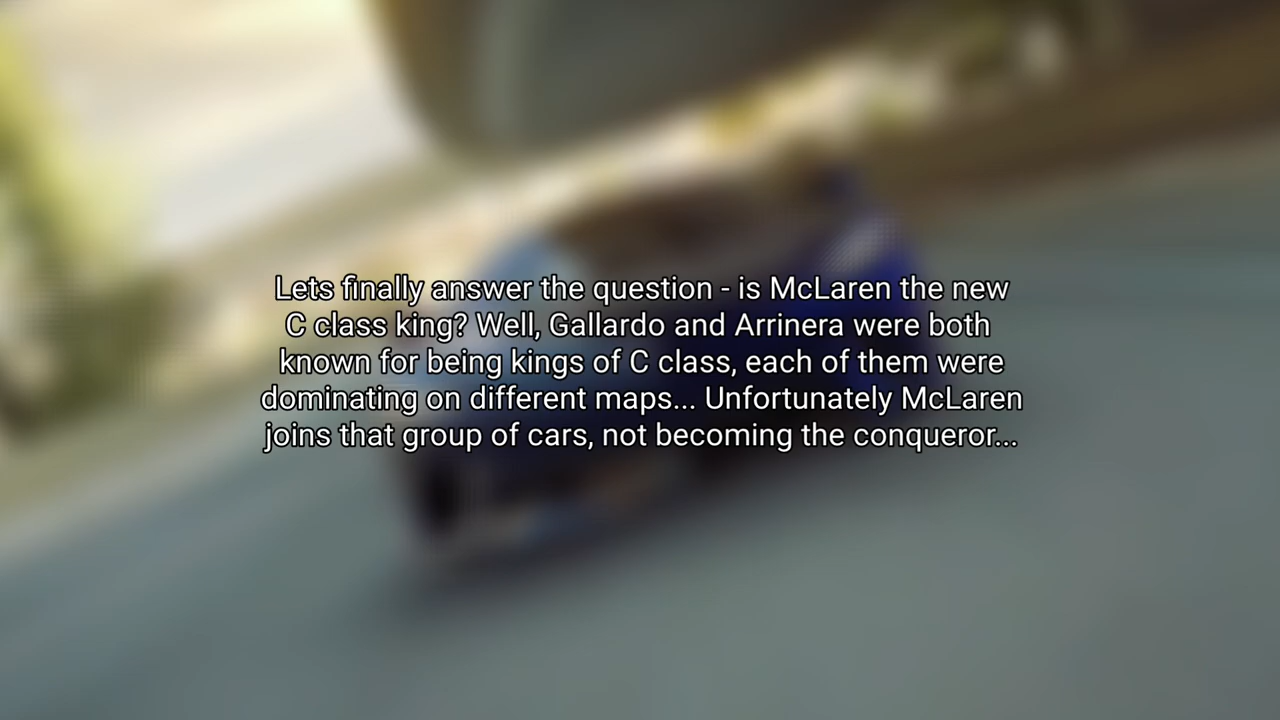 Lets finally answer the question - is McLaren the new
C class king? Well, Gallardo and Arrinera were both
known for being kings of C class, each of them were
dominating on different maps... Unfortunately McLaren
joins that group of cars, not becoming the conqueror...